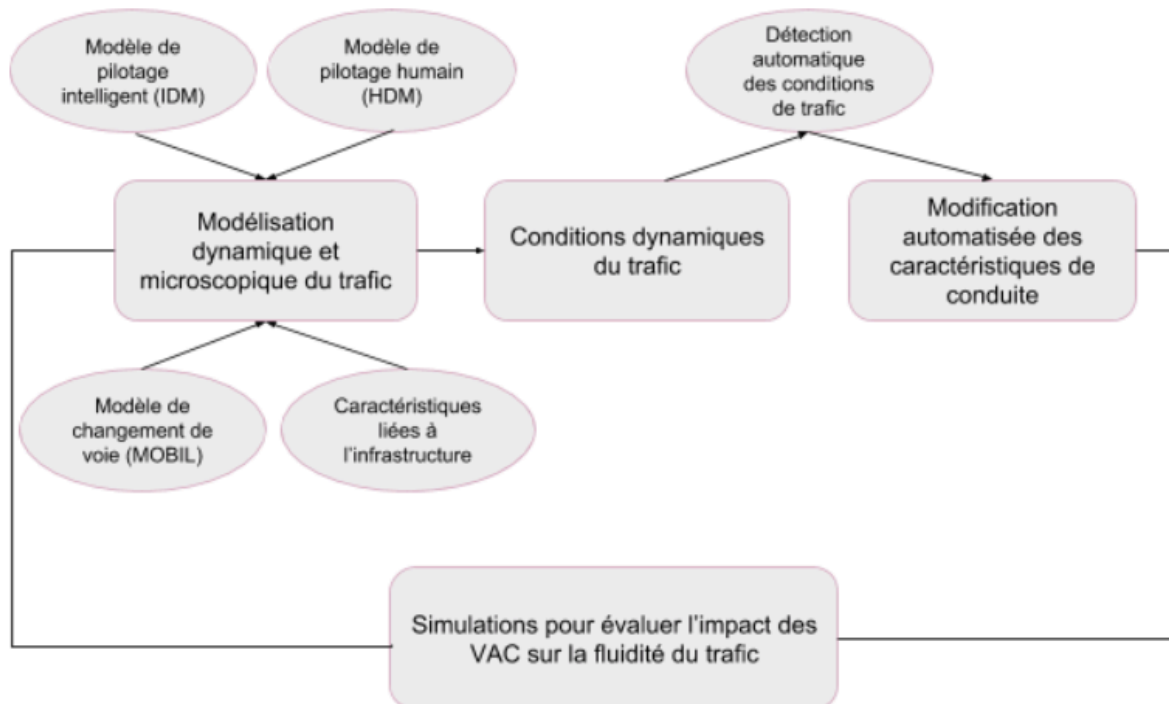 Modèle de
pilotage
intelligent (IDM)
Modèle de
pilotage humain
(HDM)
Détection
automatique
des conditions
de trafic
Modélisation
dynamique et
microscopique du trafic
Conditions dynamiques
du trafic
Modification
automatisée des
caractéristiques de
conduite
Modèle de
changement de
voie (MOBIL)
Caractéristiques
liées à
l'infrastructure
Simulations pour évaluer l'impact des
VAC sur la fluidité du trafic